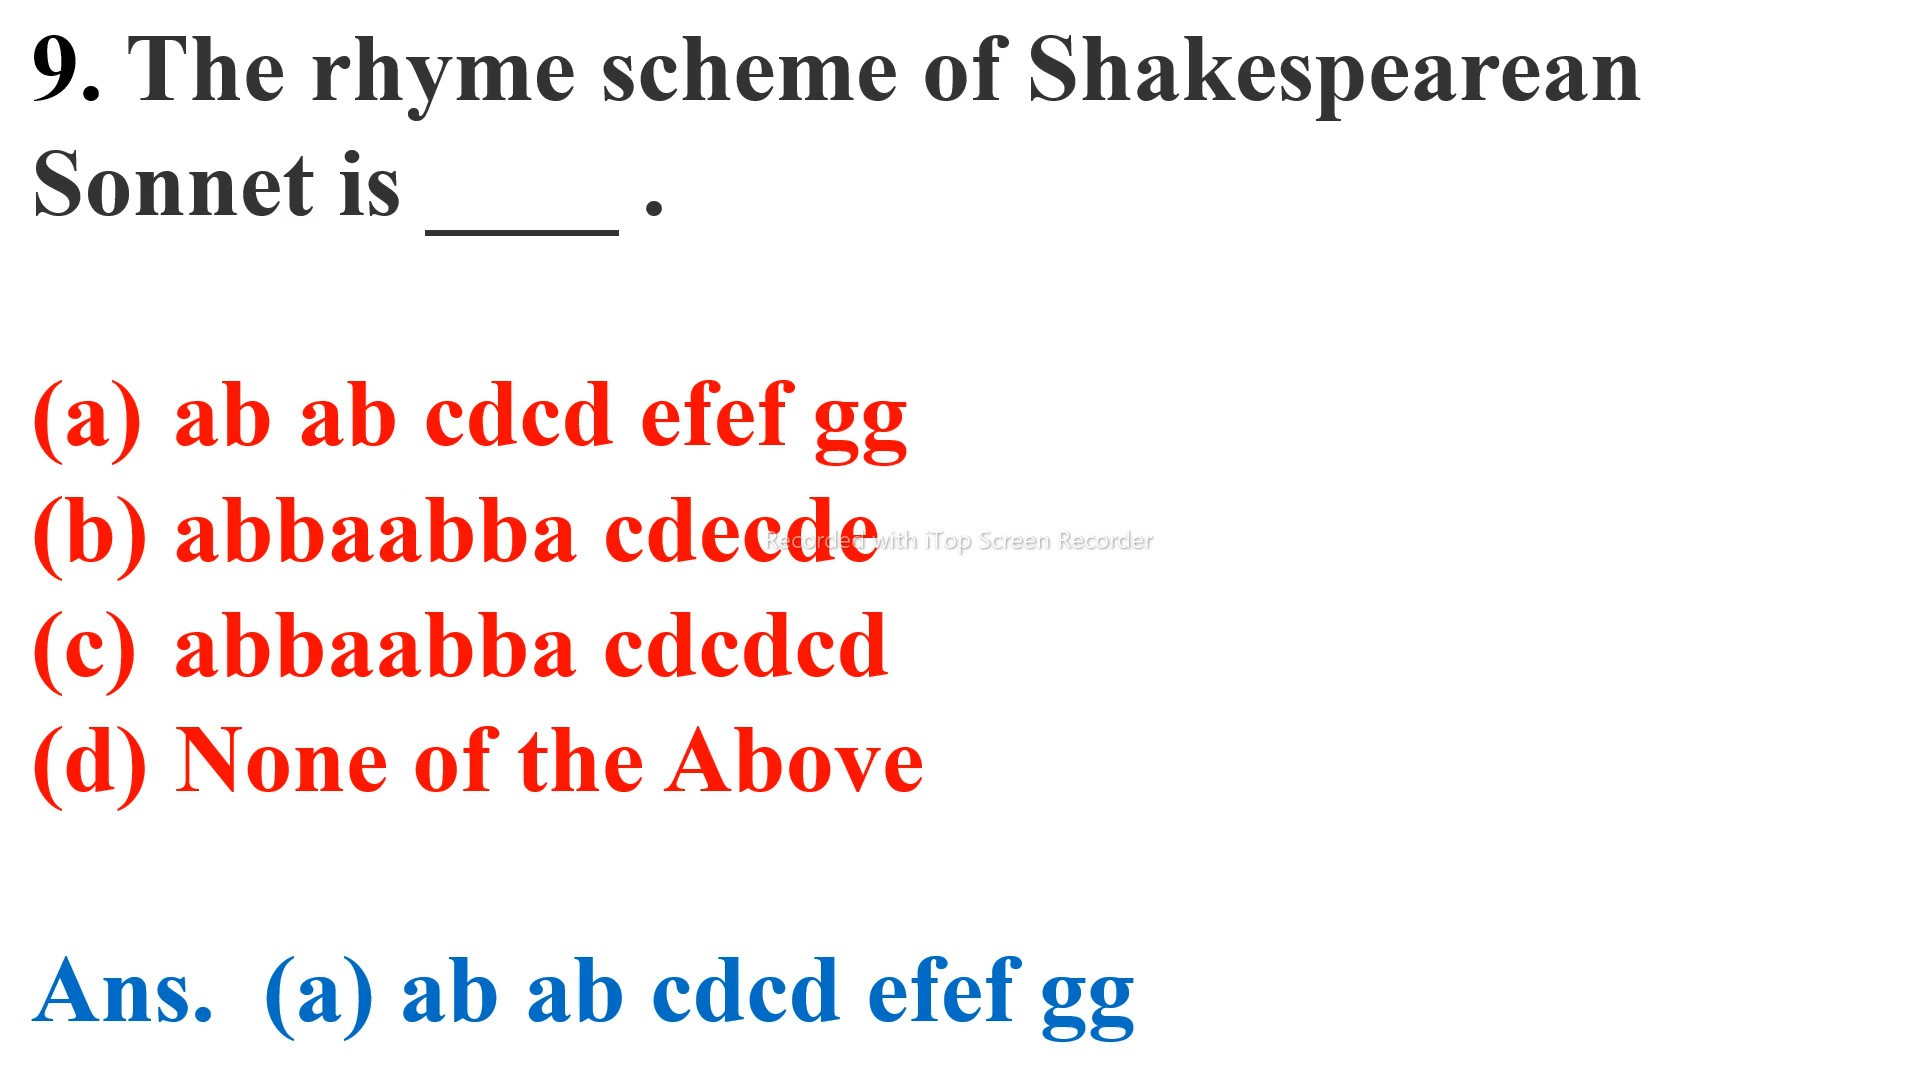 9. The rhyme scheme of Shakespearean
Sonnet is ____ .
(a) ab ab cdcd efef gg
(b) abbaabba cdecde
Recorded with iTop Screen Recorder
(c) abbaabba cdcdcd
(d) None of the Above
Ans. (a) ab ab cdcd efef gg